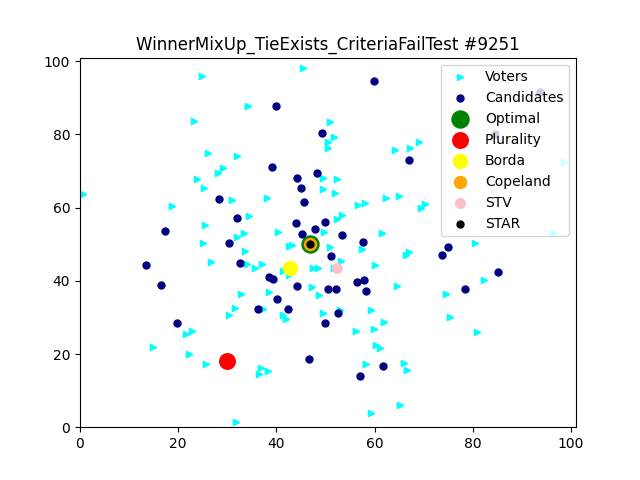 WinnerMixUp_TieExists_CriteriaFailTest #9251
100
80
60
40
20
0
0
20
40
60
80
100
Voters
Candidates
Optimal
Plurality
Borda
Copeland
STV
STAR